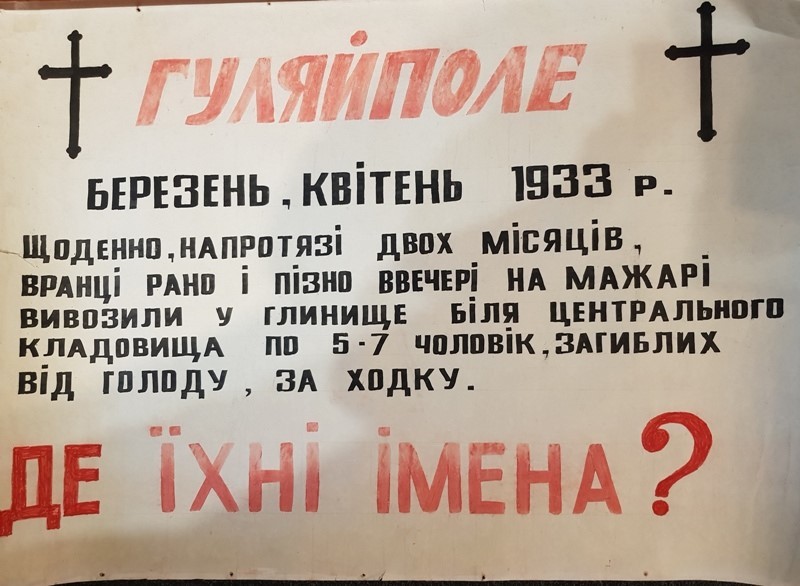 ГУЛЯЙПОЛЕ
БЕРЕЗЕНЬ, КВІТЕНЬ 1933 р.
ЩОДЕННО, НАПРОТЯЗІ ДВОХ МІСЯЦІВ,
ВРАНЦІ РАНО І ПІЗНО ВВЕЧЕРІ НА МАЖАРІ
ВИВОЗИЛИ У ГЛИНИЩЕ БІЛЯ ЦЕНТРАЛЬНОГО
КЛАДОВИЩА ПО 5-7 ЧОЛОВІК, ЗАГИБЛИХ
ВІД ГОЛОДУ, ЗА ХОДКУ.
ДЕ ЇХНІ ІМЕНА?